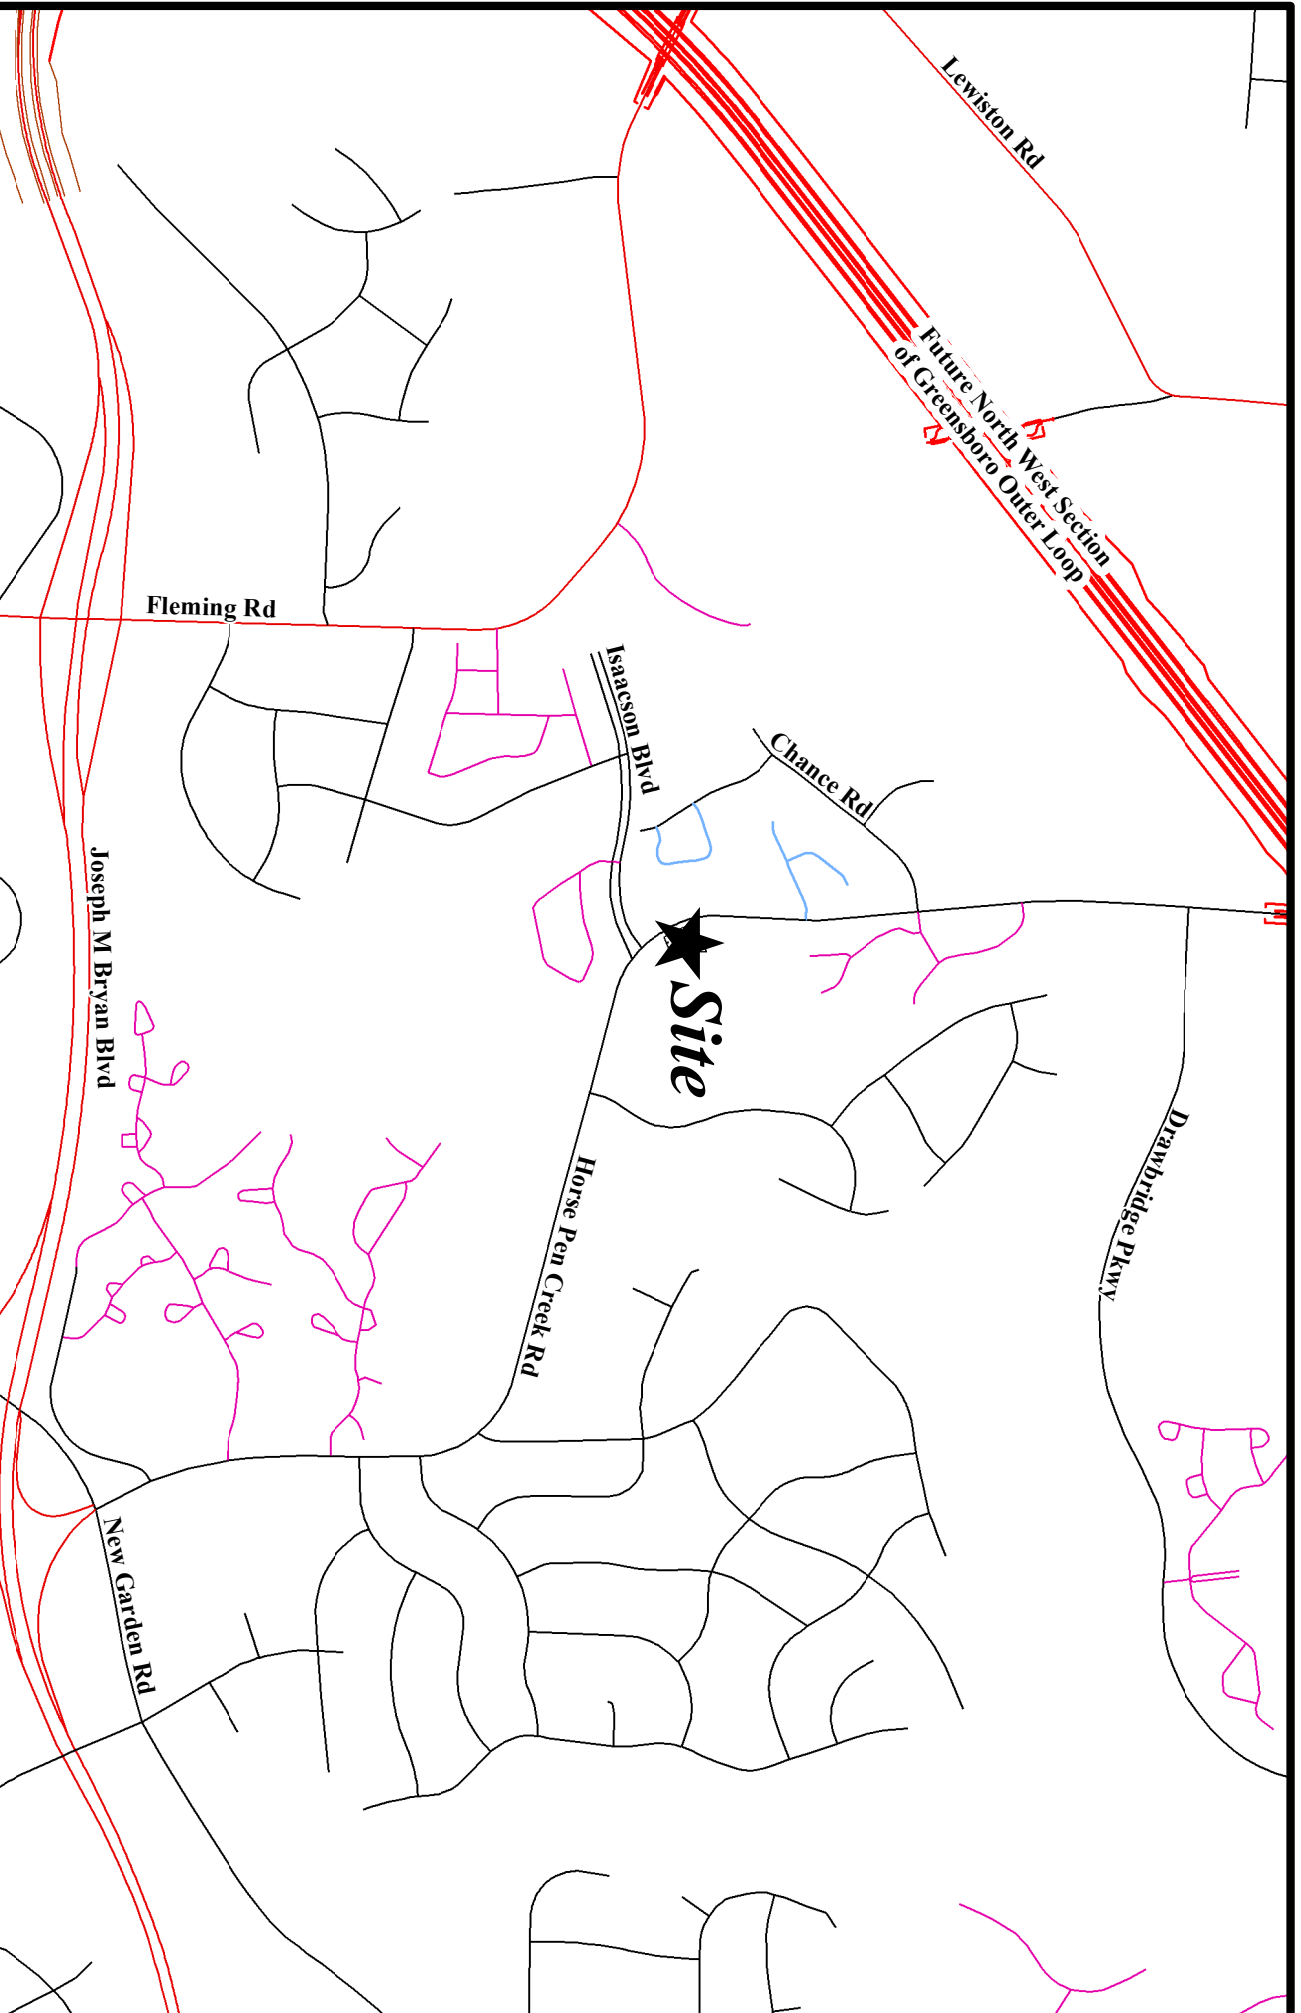 Lewiston Rd
Future North West Section
of Greensboro Outer Loop
Fleming Rd
Isaacson Blvd
Chance Rd
Joseph M Bryan Blvd
Site
Drawbridge Pkwy
Horse Pen Creek Rd
New Garden Rd